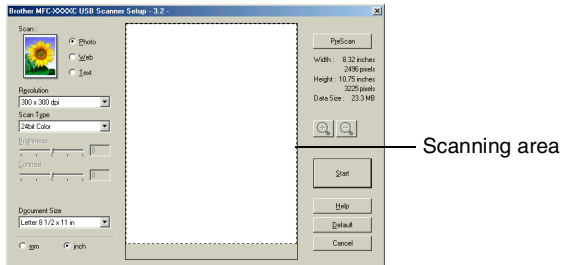 Brother MFC-XXXXC USB Scanner Setup - 3.2 -
Scan :
Photo
Web
Text
Resolution
300 x 300 dpi
Scan Type
24bit Color
Brightness
0
Contrast
0
Document Size
Letter 8 1/2 x 11 in
mm inch
PreScan
Width : 8.32 inches
2496 pixels
Height : 10.75 inches
3225 pixels
Data Size : 23.3 MB
Start
Help
Default
Cancel
Scanning area